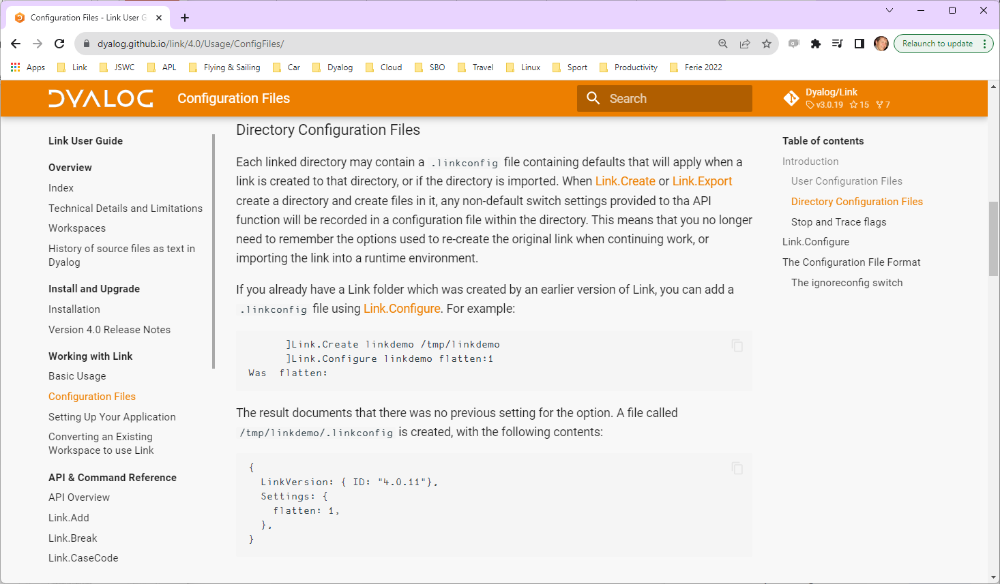 Configuration Files - Link User G
dyalog.github.io/link/4.0/Usage/ConfigFiles/
Relaunch to update
Apps Link JSWC APL Flying & Sailing Car Dyalog Cloud SBO Travel Linux Sport Productivity Ferie 2022
DYALOG Configuration Files
Search
Dyalog/Link
v3.0.19 15 7
Link User Guide
Overview
Index
Technical Details and Limitations
Workspaces
History of source files as text in
Dyalog
Install and Upgrade
Installation
Version 4.0 Release Notes
Working with Link
Basic Usage
Configuration Files
Setting Up Your Application
Converting an Existing
Workspace to use Link
API & Command Reference
API Overview
Link.Add
Link.Break
Link.CaseCode
Directory Configuration Files
Each linked directory may contain a .linkconfig file containing defaults that will apply when a
link is created to that directory, or if the directory is imported. When Link.Create or Link.Export
create a directory and create files in it, any non-default switch settings provided to tha API
function will be recorded in a configuration file within the directory. This means that you no longer
need to remember the options used to re-create the original link when continuing work, or
importing the link into a runtime environment.
If you already have a Link folder which was created by an earlier version of Link, you can add a
.linkconfig file using Link.Configure. For example:
]Link.Create linkdemo /tmp/linkdemo
]Link.Configure linkdemo flatten:1
Was  flatten:
The result documents that there was no previous setting for the option. A file called
/tmp/linkdemo/.linkconfig is created, with the following contents:
{
  LinkVersion: { ID: "4.0.11"},
  Settings: {
    flatten: 1,
  },
}
Table of contents
Introduction
User Configuration Files
Directory Configuration Files
Stop and Trace flags
Link.Configure
The Configuration File Format
The ignoreconfig switch